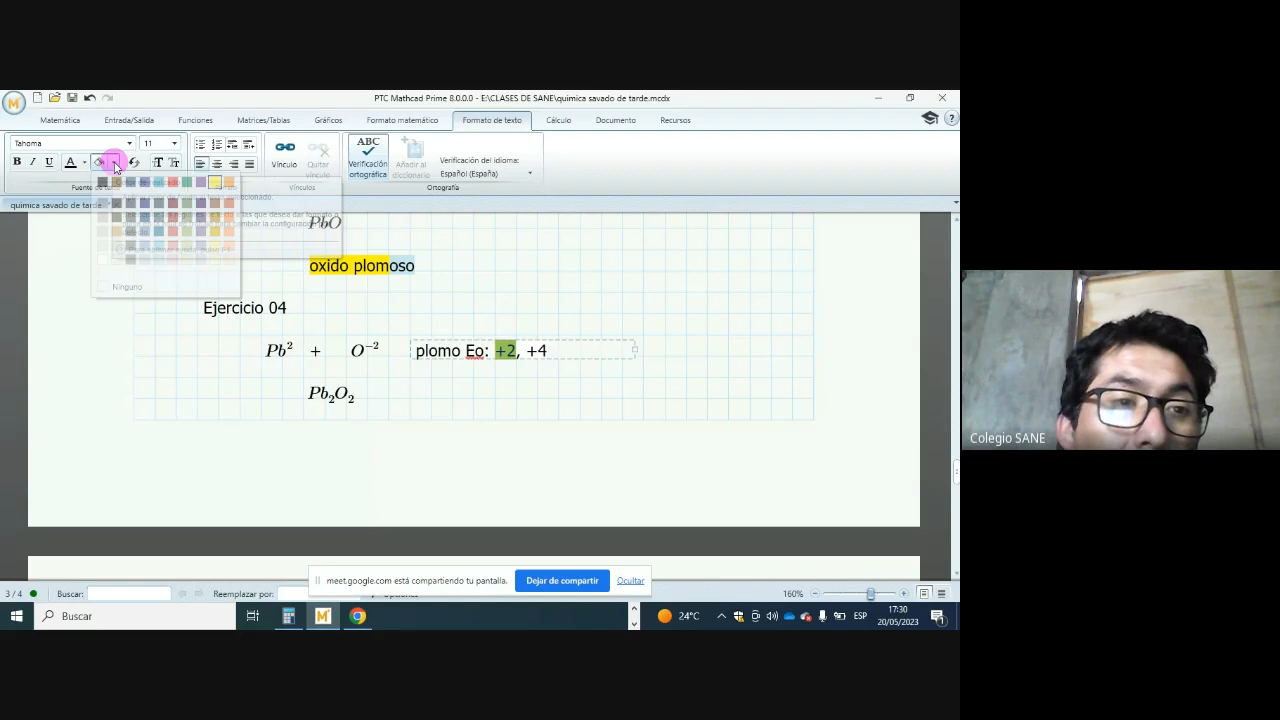 PTC Mathcad Prime 8.0.0.0 - E:\CLASES DE SANE\quimica savado de tarde.mcdx
Matemática Entrada/Salida Funciones Matrices/Tablas Gráficos Formato matemático Formato de texto Cálculo Documento Recursos
Tahoma 11
B I U A
Vínculo
Quitar vínculo
ABC
Verificación ortográfica
Añadir al diccionario
Verificación del idioma:
Español (España)
Vínculos
Ortografía
quimica savado de tarde
Ninguno
PbO
oxido plomoso
Ejercicio 04
Pb² + O⁻² plomo Eo: +2, +4
Pb₂O₂
Colegio SANE
meet.google.com está compartiendo tu pantalla. Dejar de compartir Ocultar
3 / 4 Buscar: Reemplazar por: 160%
Buscar 24°C ESP 17:30
20/05/2023